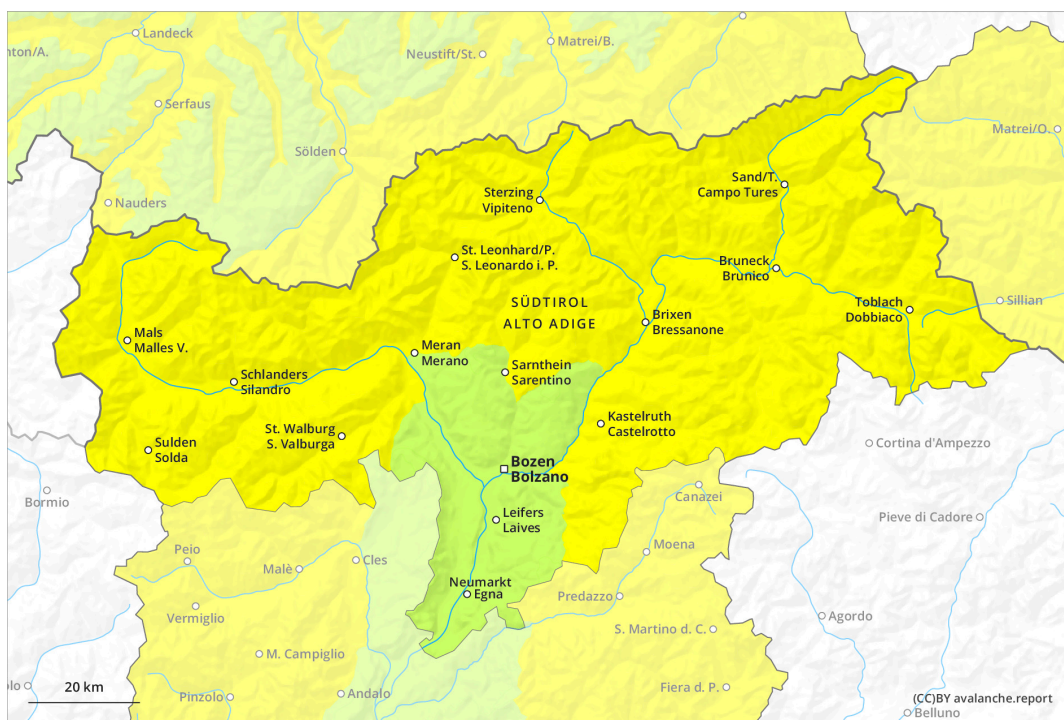 Landeck
nton/A.
Neustift/St.
Matrei/B.
Serfaus
Sölden
Matrei/O.
Nauders
Sand/T.
Campo Tures
Sterzing
Vipiteno
St. Leonhard/P.
S. Leonardo i. P.
Bruneck
Brunico
SÜDTIROL
ALTO ADIGE
Toblach
Dobbiaco
Sillian
Brixen
Bressanone
Mals
Malles V.
Meran
Merano
Sarnthein
Sarentino
Schlanders
Silandro
Kastelruth
Castelrotto
St. Walburg
S. Valburga
Sulden
Solda
Cortina d'Ampezzo
Bozen
Bolzano
Bormio
Canazei
Leifers
Laives
Pieve di Cadore
Moena
Peio
Cles
Malè
Neumarkt
Egna
Predazzo
Vermiglio
Agordo
S. Martino d. C.
M. Campiglio
olo
20 km
Pinzolo
Andalo
Fiera d. P.
(CC)BY avalanche.report
Belluno